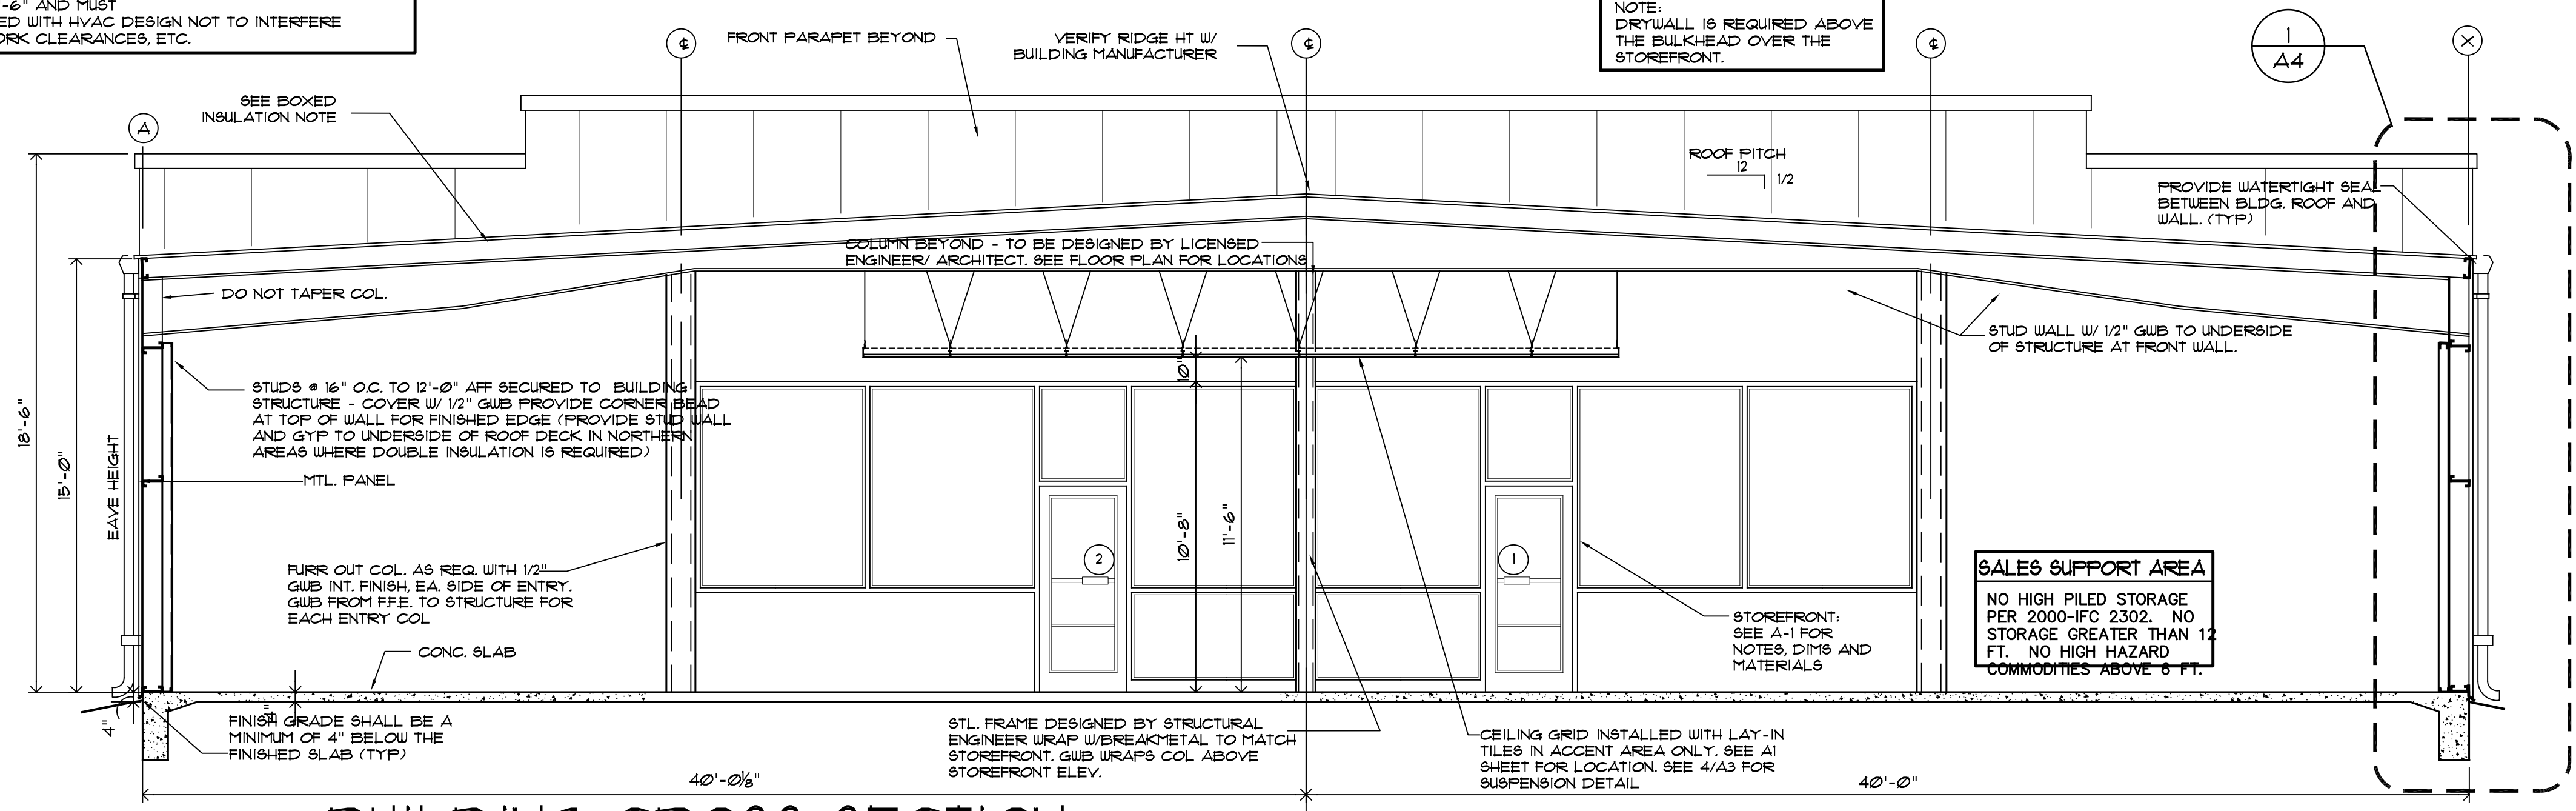 -6" AND MUST
ED WITH HVAC DESIGN NOT TO INTERFERE
ORK CLEARANCES, ETC.
NOTE:
DRYWALL IS REQUIRED ABOVE
THE BULKHEAD OVER THE
STOREFRONT.
FRONT PARAPET BEYOND
VERIFY RIDGE HT W/
BUILDING MANUFACTURER
1
A4
X
A
SEE BOXED
INSULATION NOTE
ROOF PITCH
12
1/2
PROVIDE WATERTIGHT SEAL
BETWEEN BLDG. ROOF AND
WALL. (TYP)
COLUMN BEYOND - TO BE DESIGNED BY LICENSED
ENGINEER/ ARCHITECT. SEE FLOOR PLAN FOR LOCATIONS
DO NOT TAPER COL.
STUD WALL W/ 1/2" GWB TO UNDERSIDE
OF STRUCTURE AT FRONT WALL.
STUDS @ 16" O.C. TO 12'-0" AFF SECURED TO BUILDING
STRUCTURE - COVER W/ 1/2" GWB PROVIDE CORNER BEAD
AT TOP OF WALL FOR FINISHED EDGE (PROVIDE STUD WALL
AND GYP TO UNDERSIDE OF ROOF DECK IN NORTHERN
AREAS WHERE DOUBLE INSULATION IS REQUIRED)
18'-6"
15'-0"
EAVE HEIGHT
MTL. PANEL
10"
10'-8"
11'-6"
2
1
FURR OUT COL. AS REQ. WITH 1/2"
GWB INT. FINISH, EA. SIDE OF ENTRY.
GWB FROM F.F.E. TO STRUCTURE FOR
EACH ENTRY COL
CONC. SLAB
STOREFRONT:
SEE A-1 FOR
NOTES, DIMS AND
MATERIALS
SALES SUPPORT AREA
NO HIGH PILED STORAGE
PER 2000-IFC 2302. NO
STORAGE GREATER THAN 12
FT. NO HIGH HAZARD
COMMODITIES ABOVE 6 FT.
4"
4"
FINISH GRADE SHALL BE A
MINIMUM OF 4" BELOW THE
FINISHED SLAB (TYP)
STL. FRAME DESIGNED BY STRUCTURAL
ENGINEER WRAP W/BREAKMETAL TO MATCH
STOREFRONT. GWB WRAPS COL ABOVE
STOREFRONT ELEV.
CEILING GRID INSTALLED WITH LAY-IN
TILES IN ACCENT AREA ONLY. SEE A1
SHEET FOR LOCATION. SEE 4/A3 FOR
SUSPENSION DETAIL
40'-0⅛"
40'-0"
BUILDING CROSS SECTION